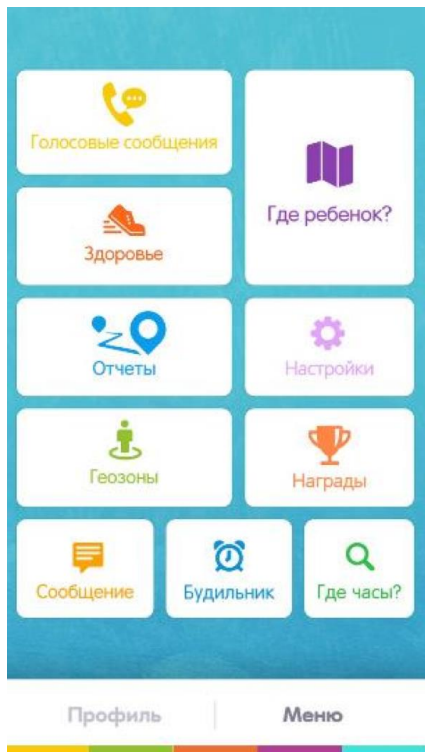 Голосовые сообщения
Где ребенок?
Здоровье
Отчеты
Настройки
Геозоны
Награды
Сообщение
Будильник
Где часы?
Профиль
Меню